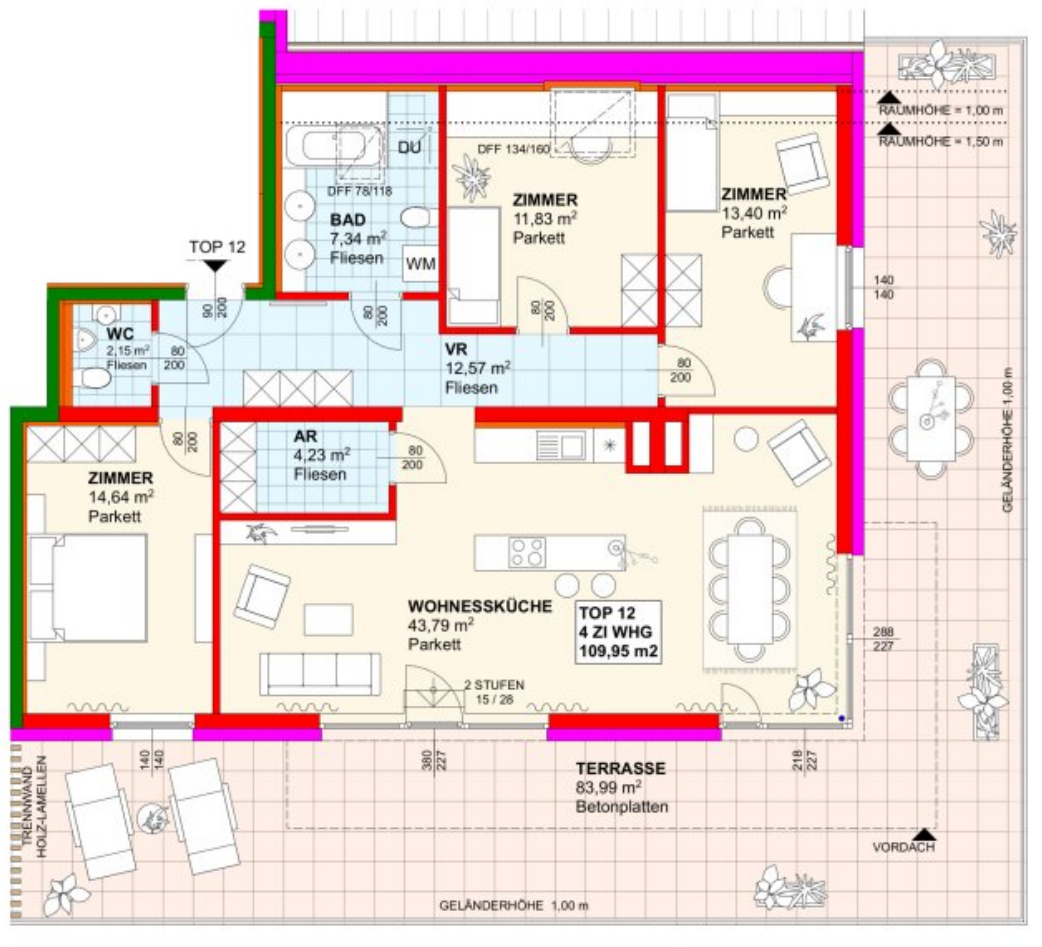 RAUMHÖHE = 1,00 m
RAUMHÖHE = 1,50 m
DU
DFF 78/118
BAD
7,34 m²
Fliesen
WM
DFF 134/160
ZIMMER
11,83 m²
Parkett
ZIMMER
13,40 m²
Parkett
TOP 12
90
200
80
200
80
200
140
140
WC
2,15 m²
Fliesen
80
200
VR
12,57 m²
Fliesen
80
200
GELÄNDERHÖHE 1,00 m
80
200
AR
4,23 m²
Fliesen
80
200
ZIMMER
14,64 m²
Parkett
WOHNESSKÜCHE
43,79 m²
Parkett
TOP 12
4 ZI WHG
109,95 m2
288
227
2 STUFEN
15 / 28
140
140
380
227
218
227
TERRASSE
83,99 m²
Betonplatten
TRENNWAND
HOLZ-LAMELLEN
VORDACH
GELÄNDERHÖHE 1,00 m